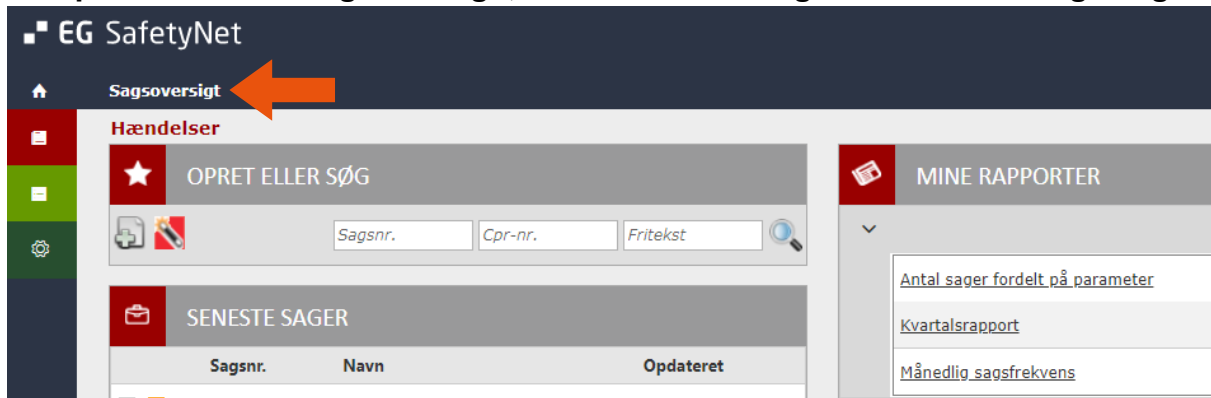 EG SafetyNet
Sagsoversigt
Hændelser
OPRET ELLER SØG
Sagsnr. Cpr-nr. Fritekst
SENESTE SAGER
Sagsnr. Navn Opdateret
MINE RAPPORTER
Antal sager fordelt på parameter
Kvartalsrapport
Månedlig sagsfrekvens